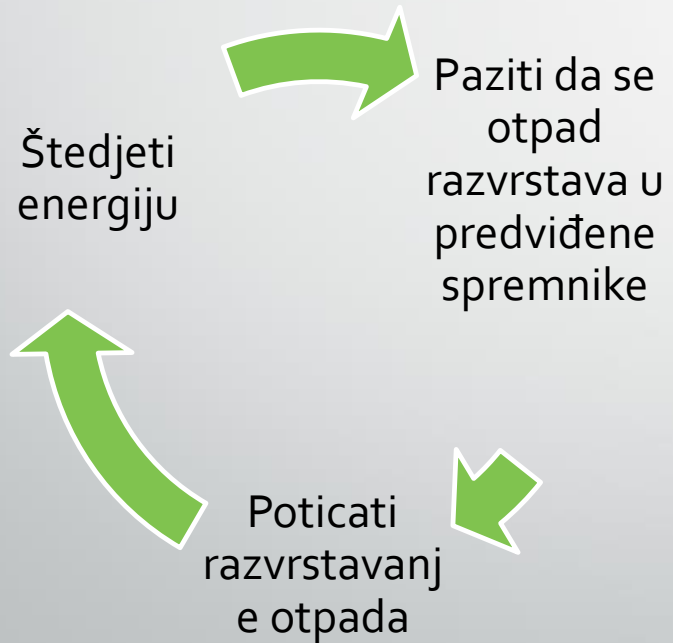 Štedjeti
energiju
Paziti da se
otpad
razvrstava u
predviđene
spremnike
Poticati
razvrstavanj
e otpada